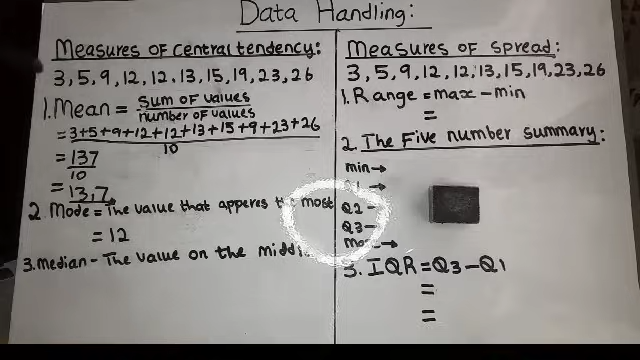 Data Handling:
Measures of central tendency:
3, 5, 9, 12, 12, 13, 15, 19, 23, 26
1. Mean = sum of values
number of values
= 3+5+9+12+12+13+15+9+23+26
10
= 137
10
= 13,7
2. Mode = The value that apperes the most
= 12
3. median - The value on the
Measures of spread:
3, 5, 9, 12, 12, 13, 15, 19, 23, 26
1. Range = max - min
=
2. The Five number summary:
min →
Q2 -
Q3 -
3. IQR = Q3 - Q1
=
=